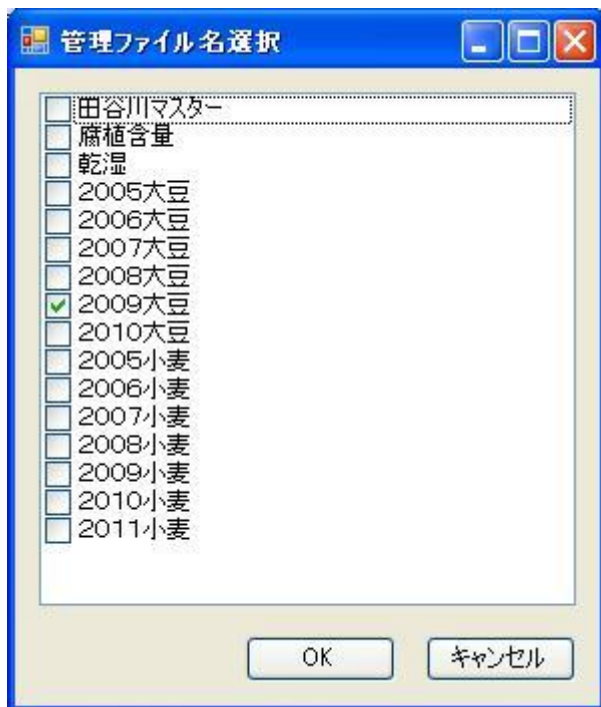 管理ファイル名選択
田谷川マスター
腐植含量
乾湿
2005大豆
2006大豆
2007大豆
2008大豆
2009大豆
2010大豆
2005小麦
2006小麦
2007小麦
2008小麦
2009小麦
2010小麦
2011小麦
OK
キャンセル